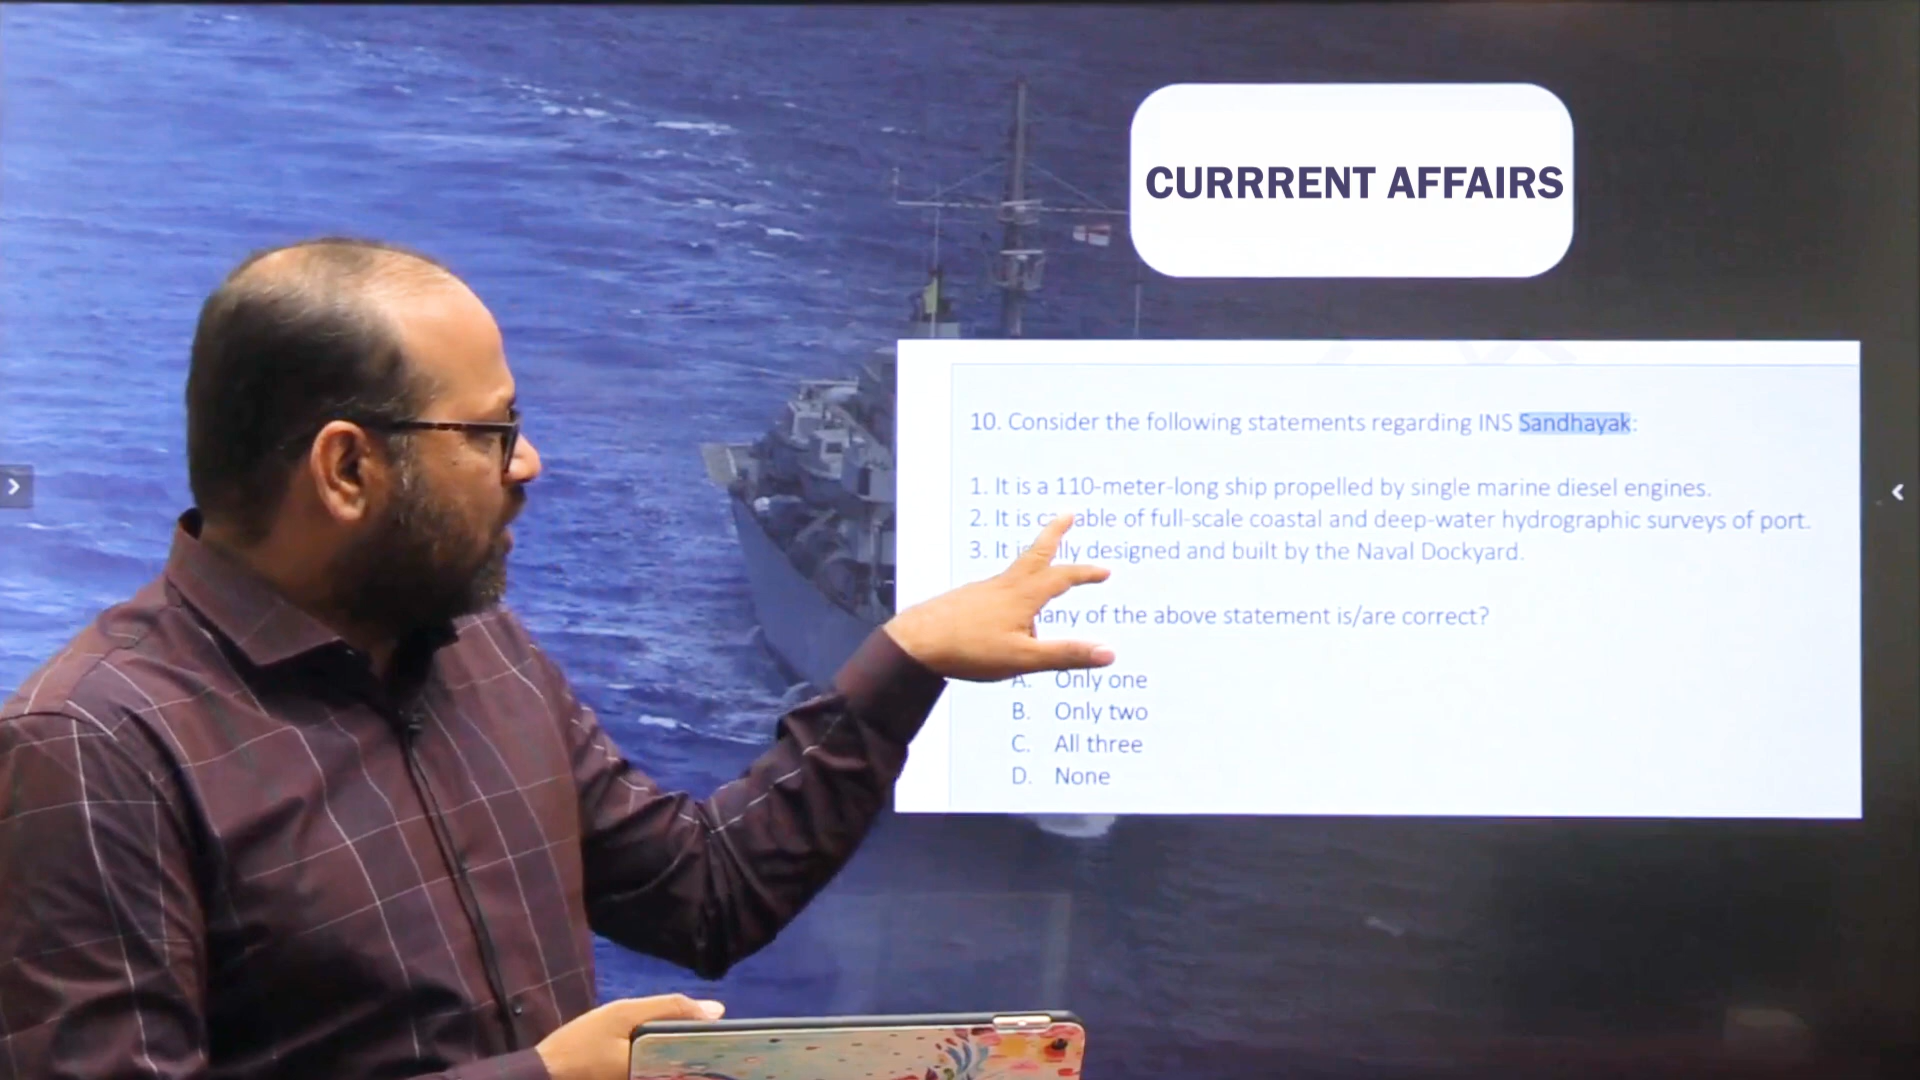 CURRRENT AFFAIRS
10. Consider the following statements regarding INS Sandhayak:
1. It is a 110-meter-long ship propelled by single marine diesel engines.
2. It is able of full-scale coastal and deep-water hydrographic surveys of port.
3. It designed and built by the Naval Dockyard.
of the above statement is/are correct?
A. Only one
B. Only two
C. All three
D. None